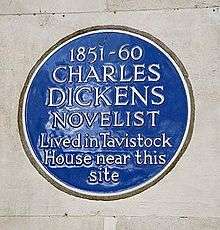 1851-60
CHARLES
DICKENS
NOVELIST
Lived in Tavistock
House near this
site